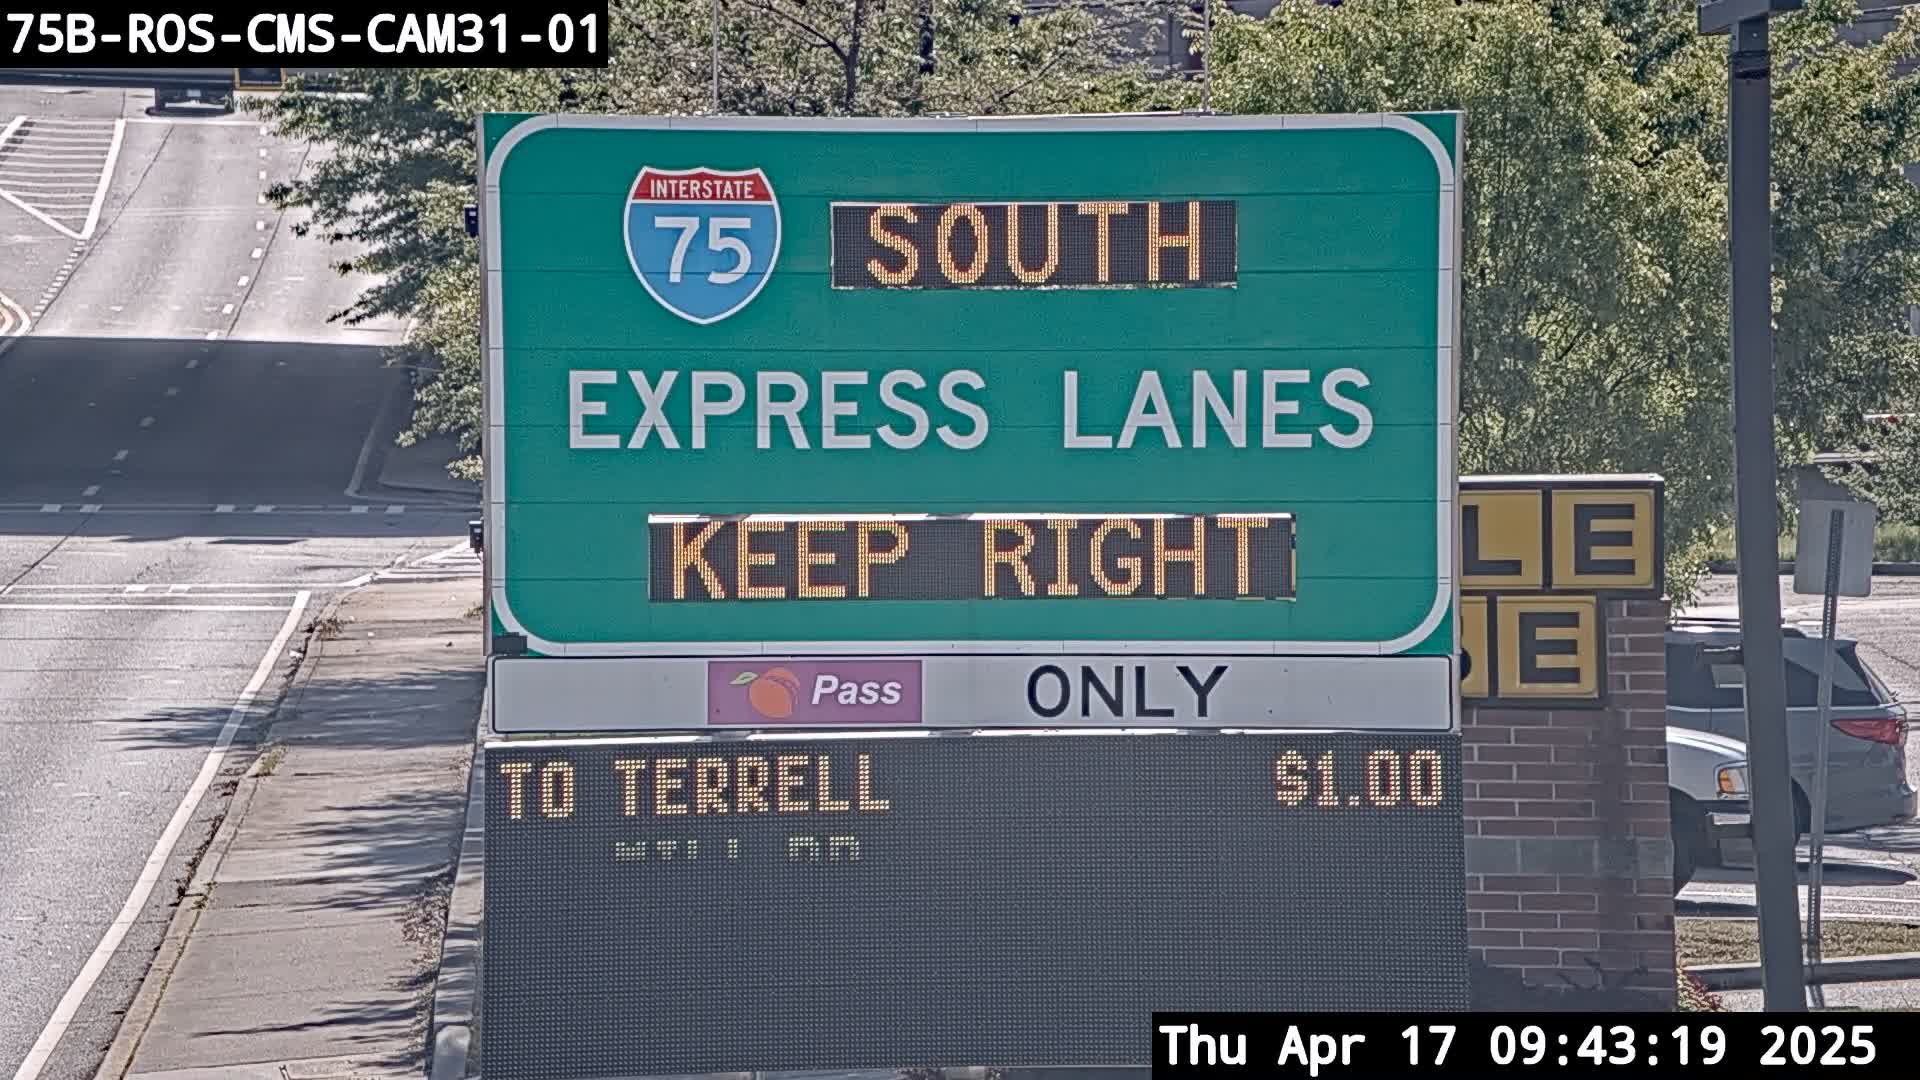 75B-ROS-CMS-CAM31-01
INTERSTATE
75
SOUTH
EXPRESS LANES
KEEP RIGHT
LE
E
Pass ONLY
TO TERRELL $1.00
Thu Apr 17 09:43:19 2025